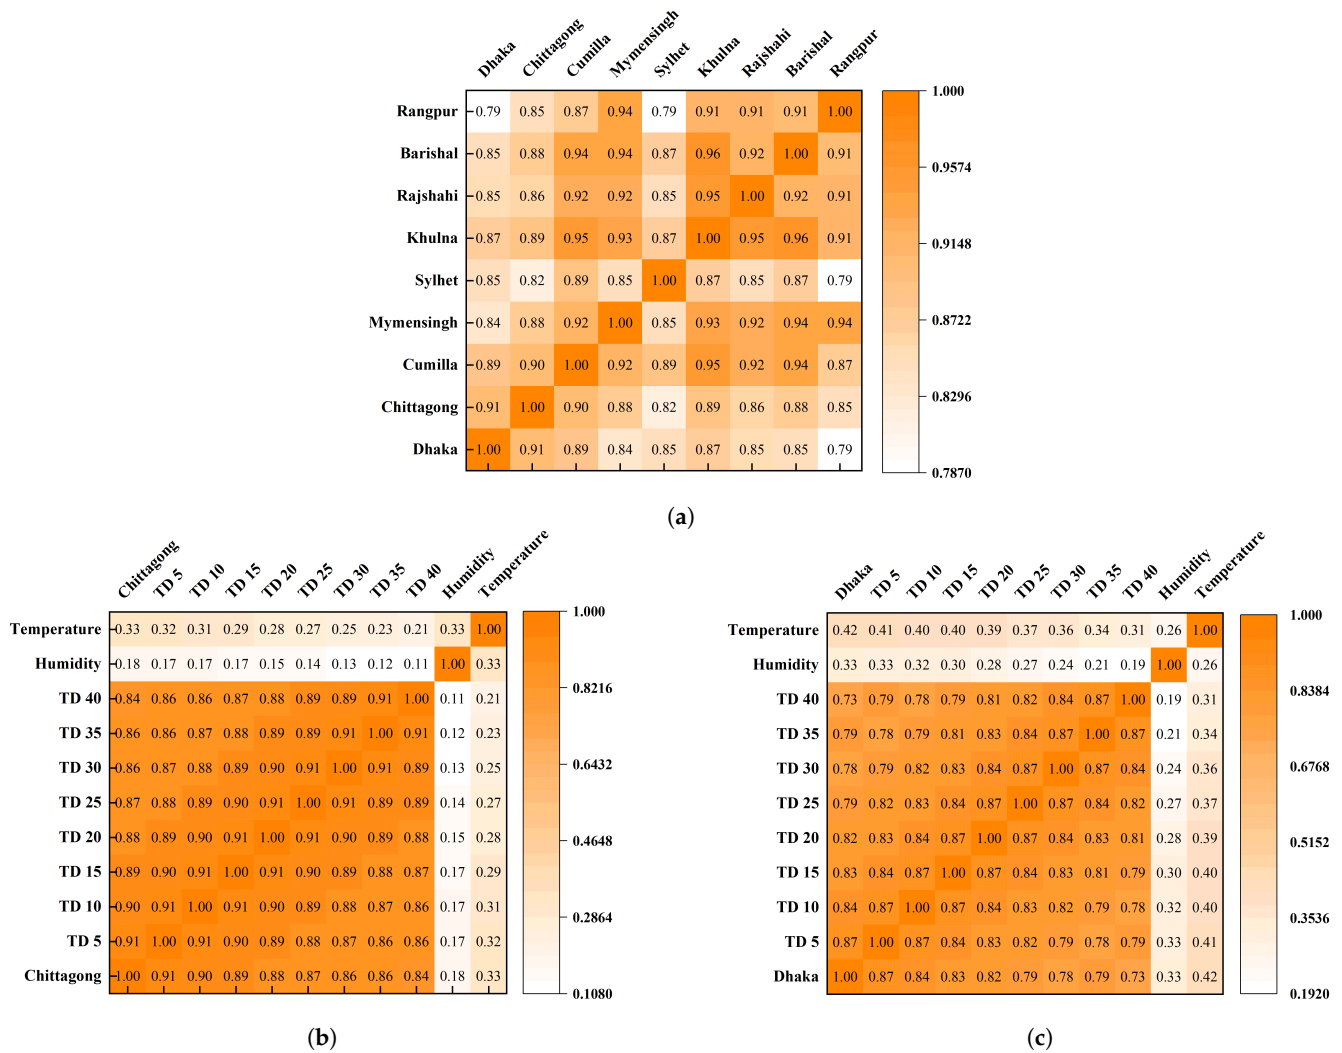 Dhaka Chittagong Cumilla Mymensingh Sylhet Khulna Rajshahi Barishal Rangpur
Rangpur 0.79 0.85 0.87 0.94 0.79 0.91 0.91 0.91 1.00
Barishal 0.85 0.88 0.94 0.94 0.87 0.96 0.92 1.00 0.91
Rajshahi 0.85 0.86 0.92 0.92 0.85 0.95 1.00 0.92 0.91
Khulna 0.87 0.89 0.95 0.93 0.87 1.00 0.95 0.96 0.91
Sylhet 0.85 0.82 0.89 0.85 1.00 0.87 0.85 0.87 0.79
Mymensingh 0.84 0.88 0.92 1.00 0.85 0.93 0.92 0.94 0.94
Cumilla 0.89 0.90 1.00 0.92 0.89 0.95 0.92 0.94 0.87
Chittagong 0.91 1.00 0.90 0.88 0.82 0.89 0.86 0.88 0.85
Dhaka 1.00 0.91 0.89 0.84 0.85 0.87 0.85 0.85 0.79
1.000
0.9574
0.9148
0.8722
0.8296
0.7870
(a)
Chittagong TD 5 TD 10 TD 15 TD 20 TD 25 TD 30 TD 35 TD 40 Humidity Temperature
Temperature 0.33 0.32 0.31 0.29 0.28 0.27 0.25 0.23 0.21 0.33 1.00
Humidity 0.18 0.17 0.17 0.17 0.15 0.14 0.13 0.12 0.11 1.00 0.33
TD 40 0.84 0.86 0.86 0.87 0.88 0.89 0.89 0.91 1.00 0.11 0.21
TD 35 0.86 0.86 0.87 0.88 0.89 0.89 0.91 1.00 0.91 0.12 0.23
TD 30 0.86 0.87 0.88 0.89 0.90 0.91 1.00 0.91 0.89 0.13 0.25
TD 25 0.87 0.88 0.89 0.90 0.91 1.00 0.91 0.89 0.89 0.14 0.27
TD 20 0.88 0.89 0.90 0.91 1.00 0.91 0.90 0.89 0.88 0.15 0.28
TD 15 0.89 0.90 0.91 1.00 0.91 0.90 0.89 0.88 0.87 0.17 0.29
TD 10 0.90 0.91 1.00 0.91 0.90 0.89 0.88 0.87 0.86 0.17 0.31
TD 5 0.91 1.00 0.91 0.90 0.89 0.88 0.87 0.86 0.86 0.17 0.32
Chittagong 1.00 0.91 0.90 0.89 0.88 0.87 0.86 0.86 0.84 0.18 0.33
1.000
0.8216
0.6432
0.4648
0.2864
0.1080
(b)
Dhaka TD 5 TD 10 TD 15 TD 20 TD 25 TD 30 TD 35 TD 40 Humidity Temperature
Temperature 0.42 0.41 0.40 0.40 0.39 0.37 0.36 0.34 0.31 0.26 1.00
Humidity 0.33 0.33 0.32 0.30 0.28 0.27 0.24 0.21 0.19 1.00 0.26
TD 40 0.73 0.79 0.78 0.79 0.81 0.82 0.84 0.87 1.00 0.19 0.31
TD 35 0.79 0.78 0.79 0.81 0.83 0.84 0.87 1.00 0.87 0.21 0.34
TD 30 0.78 0.79 0.82 0.83 0.84 0.87 1.00 0.87 0.84 0.24 0.36
TD 25 0.79 0.82 0.83 0.84 0.87 1.00 0.87 0.84 0.82 0.27 0.37
TD 20 0.82 0.83 0.84 0.87 1.00 0.87 0.84 0.83 0.81 0.28 0.39
TD 15 0.83 0.84 0.87 1.00 0.87 0.84 0.83 0.81 0.79 0.30 0.40
TD 10 0.84 0.87 1.00 0.87 0.84 0.83 0.82 0.79 0.78 0.32 0.40
TD 5 0.87 1.00 0.87 0.84 0.83 0.82 0.79 0.78 0.79 0.33 0.41
Dhaka 1.00 0.87 0.84 0.83 0.82 0.79 0.78 0.79 0.73 0.33 0.42
1.000
0.8384
0.6768
0.5152
0.3536
0.1920
(c)